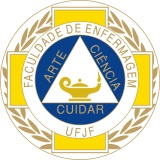 FACULDADE DE ENFERMAGEM
ARTE
CIÊNCIA
CUIDAR
UFJF